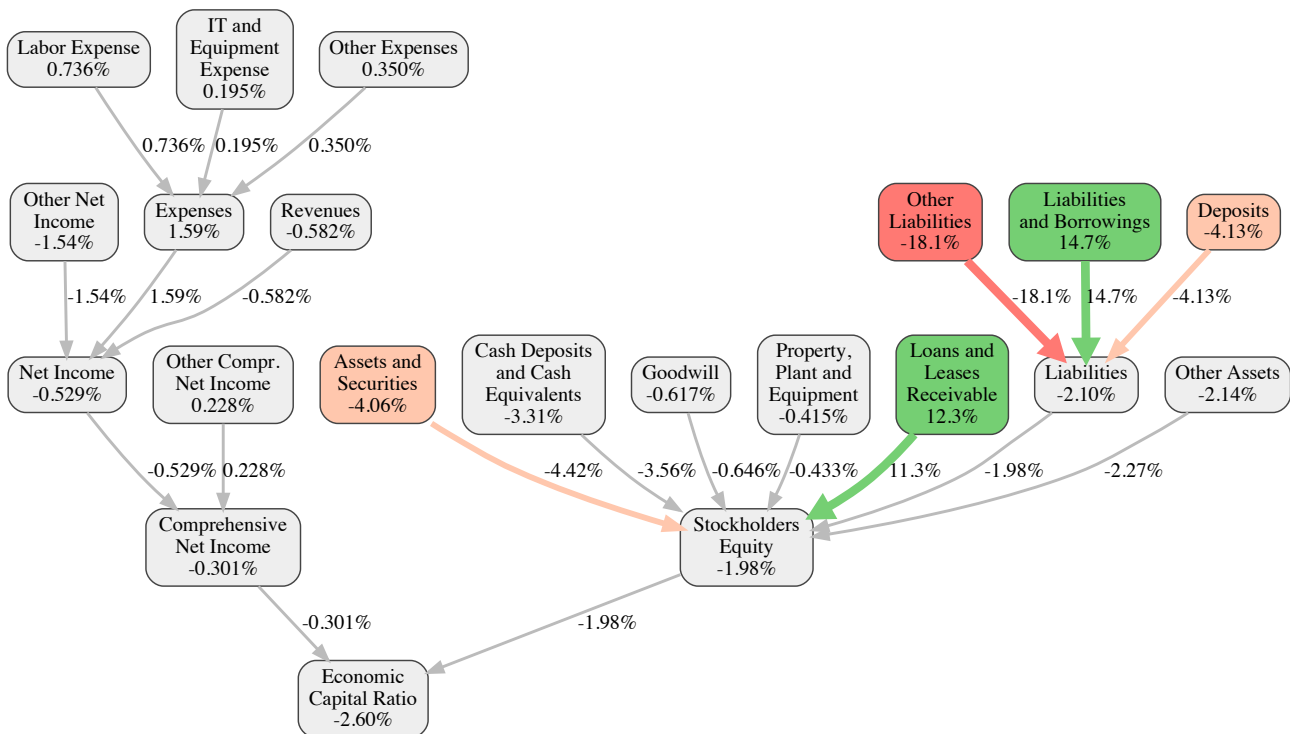 Labor Expense
0.736%
IT and
Equipment
Expense
0.195%
Other Expenses
0.350%
0.736%
0.195%
0.350%
Other Net
Income
-1.54%
Expenses
1.59%
Revenues
-0.582%
Other
Liabilities
-18.1%
Liabilities
and Borrowings
14.7%
Deposits
-4.13%
-1.54%
1.59%
-0.582%
-18.1%
14.7%
-4.13%
Net Income
-0.529%
Other Compr.
Net Income
0.228%
Assets and
Securities
-4.06%
Cash Deposits
and Cash
Equivalents
-3.31%
Goodwill
-0.617%
Property,
Plant and
Equipment
-0.415%
Loans and
Leases
Receivable
12.3%
Liabilities
-2.10%
Other Assets
-2.14%
-0.529%
0.228%
-4.42%
-3.56%
-0.646%
-0.433%
11.3%
-1.98%
-2.27%
Comprehensive
Net Income
-0.301%
Stockholders
Equity
-1.98%
-0.301%
-1.98%
Economic
Capital Ratio
-2.60%